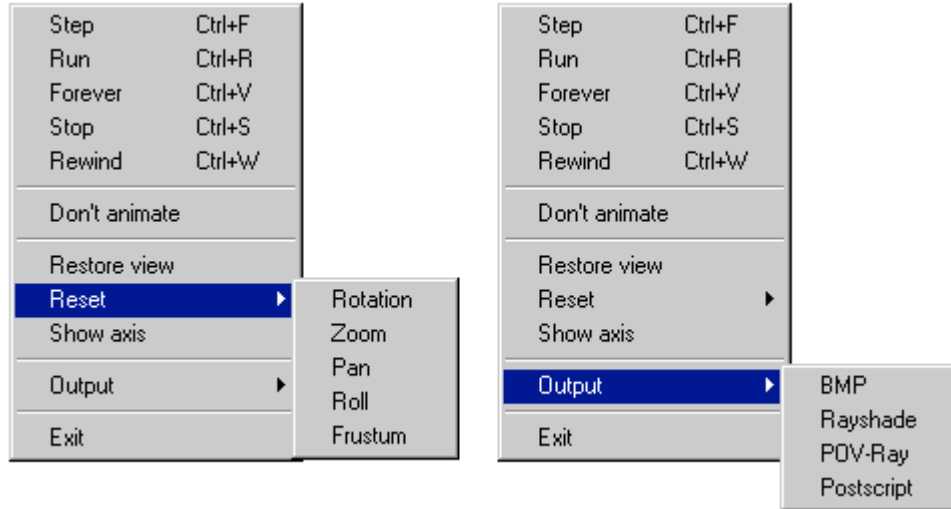 Step Ctrl+F
Run Ctrl+R
Forever Ctrl+V
Stop Ctrl+S
Rewind Ctrl+W
Don't animate
Restore view
Reset
Show axis
Output
Exit
Rotation
Zoom
Pan
Roll
Frustum
Step Ctrl+F
Run Ctrl+R
Forever Ctrl+V
Stop Ctrl+S
Rewind Ctrl+W
Don't animate
Restore view
Reset
Show axis
Output
Exit
BMP
Rayshade
POV-Ray
Postscript